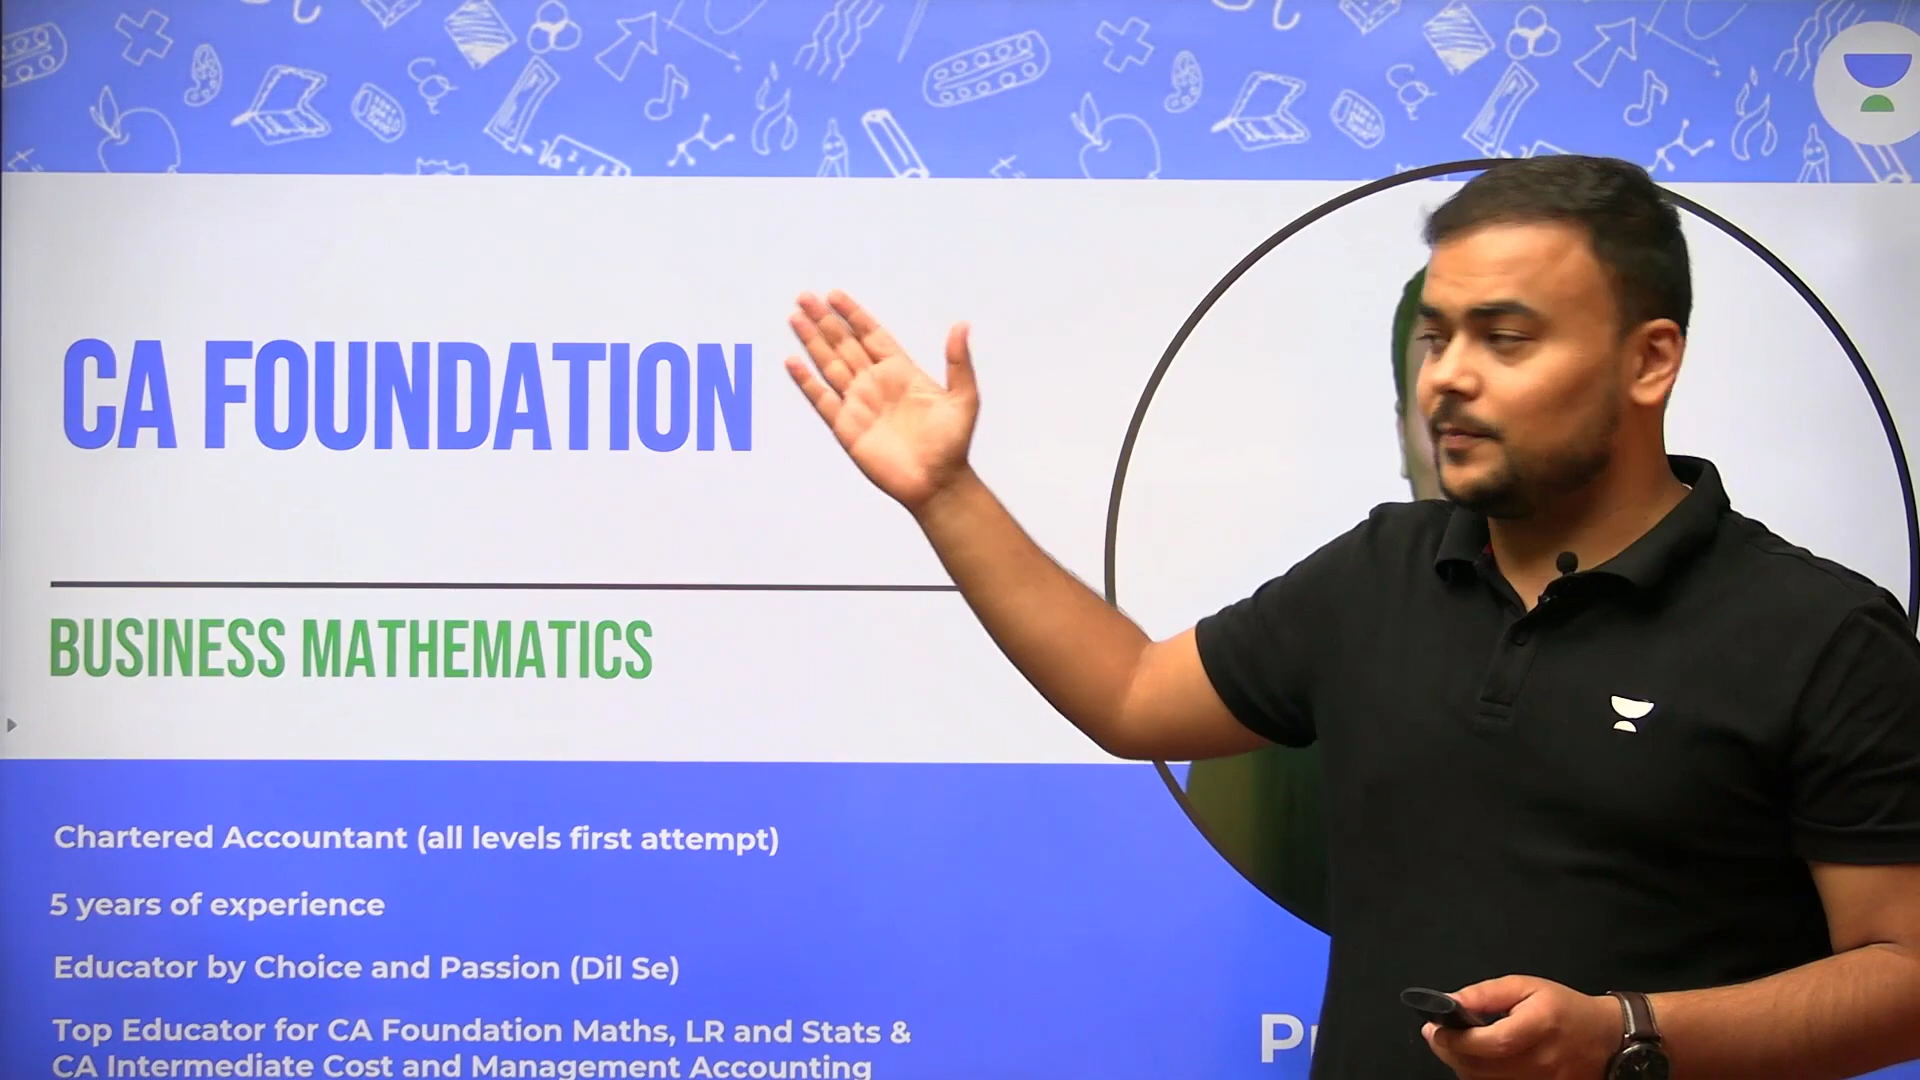 CA FOUNDATION
BUSINESS MATHEMATICS
Chartered Accountant (all levels first attempt)
5 years of experience
Educator by Choice and Passion (Dil Se)
Top Educator for CA Foundation Maths, LR and Stats &
CA Intermediate Cost and Management Accounting